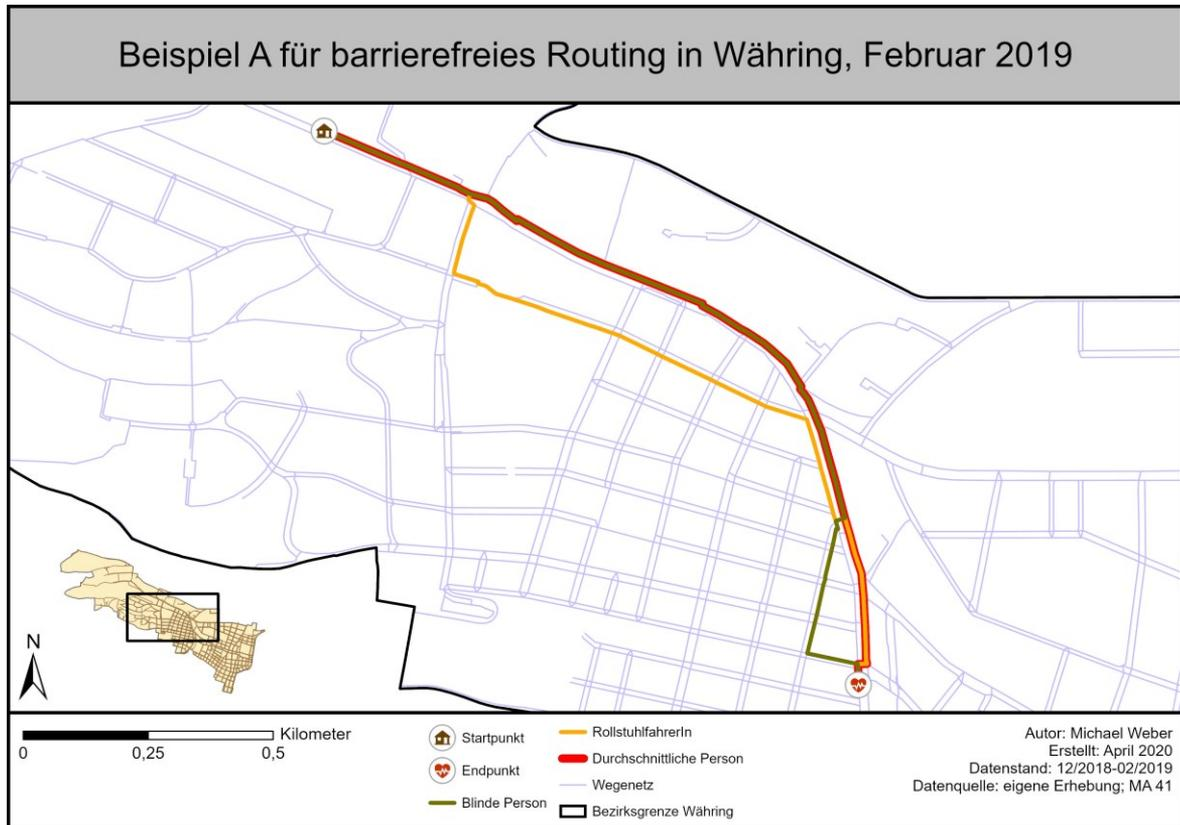 Beispiel A für barrierefreies Routing in Währing, Februar 2019
N
Kilometer
0 0,25 0,5
Startpunkt
Endpunkt
Blinde Person
RollstuhlfahrerIn
Durchschnittliche Person
Wegenetz
Bezirksgrenze Währing
Autor: Michael Weber
Erstellt: April 2020
Datenstand: 12/2018-02/2019
Datenquelle: eigene Erhebung; MA 41